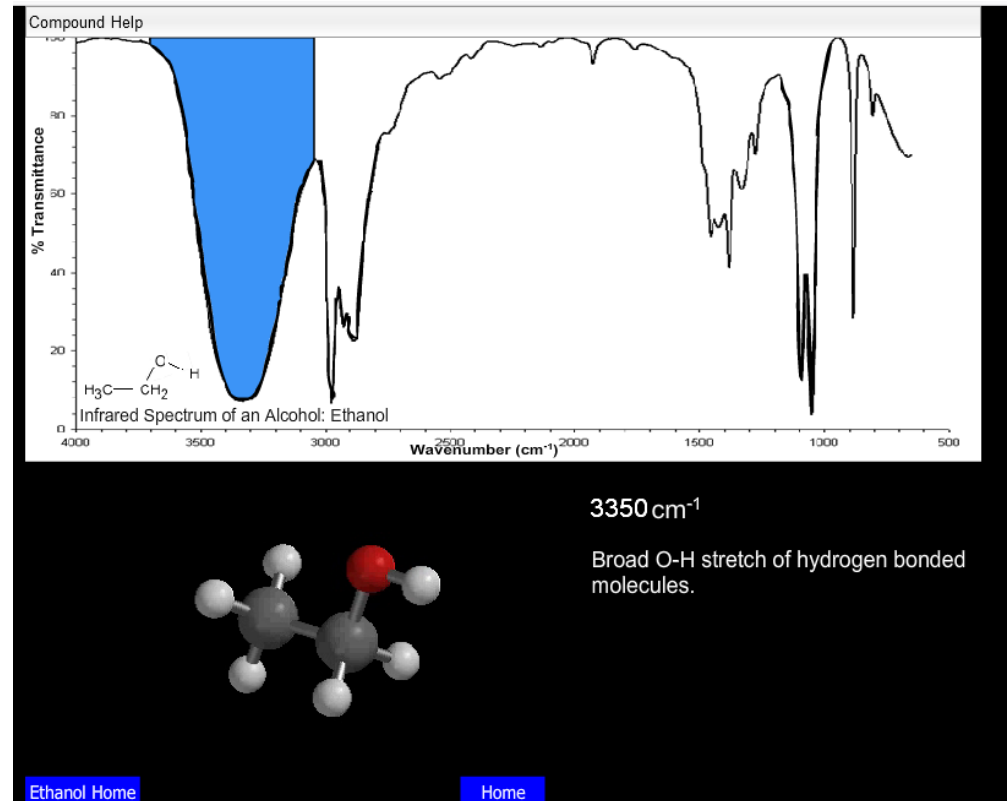 Compound Help
100
80
% Transmittance
60
40
20
O
H
H3C — CH2
Infrared Spectrum of an Alcohol: Ethanol
0
4000 3500 3000 2500 2000 1500 1000 500
Wavenumber (cm-1)
3350 cm-1
Broad O-H stretch of hydrogen bonded
molecules.
Ethanol Home Home